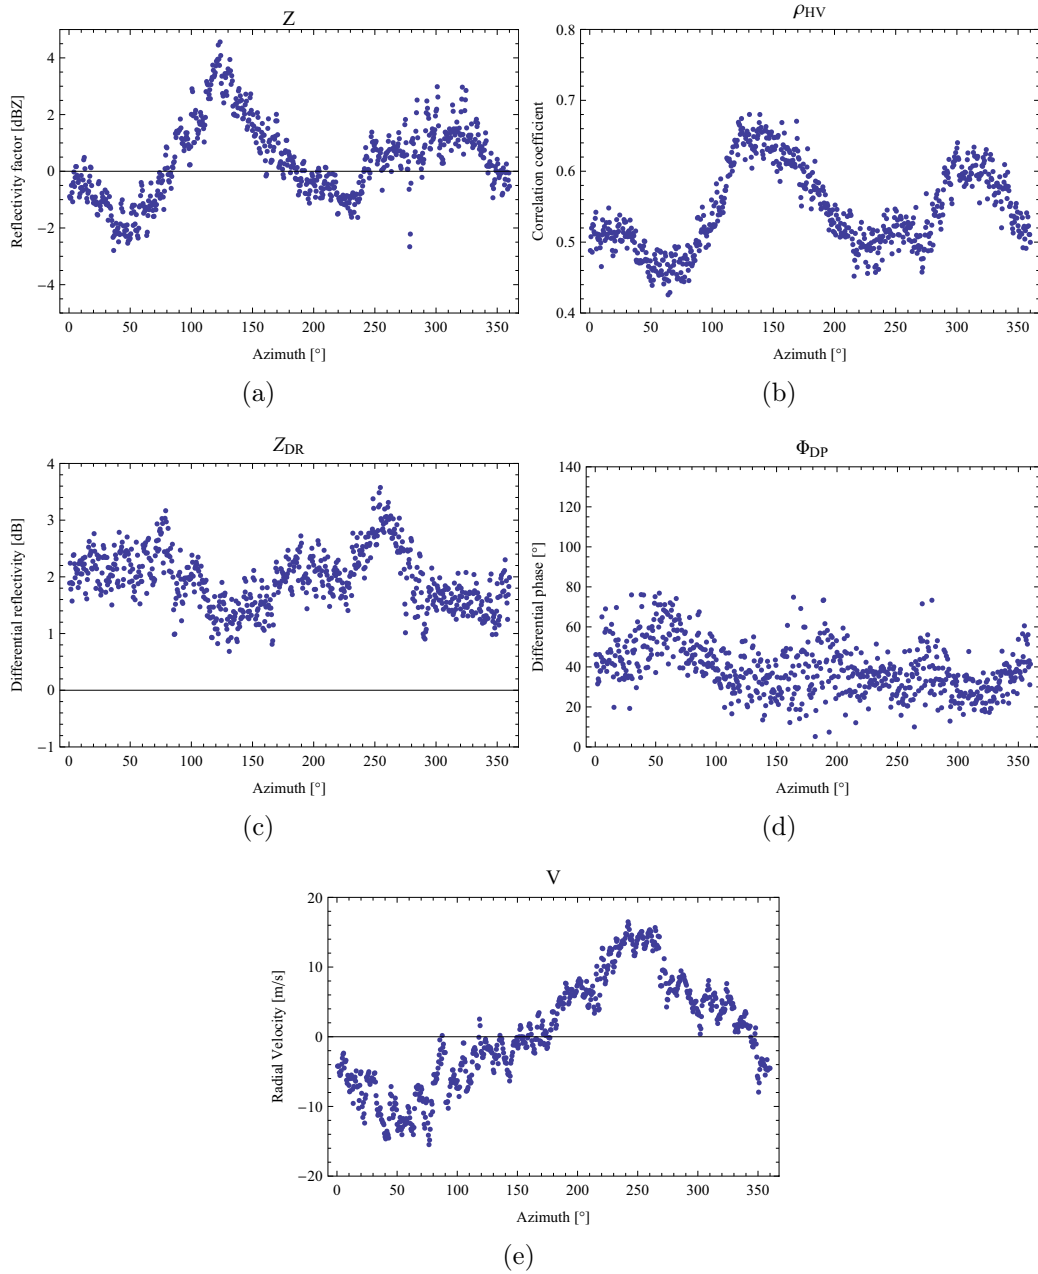 Z
Reflectivity factor [dBZ]
4
2
0
−2
−4
0 50 100 150 200 250 300 350
Azimuth [°]
(a)
ρHV
Correlation coefficient
0.8
0.7
0.6
0.5
0.4
0 50 100 150 200 250 300 350
Azimuth [°]
(b)
ZDR
Differential reflectivity [dB]
4
3
2
1
0
−1
0 50 100 150 200 250 300 350
Azimuth [°]
(c)
ΦDP
Differential phase [°]
140
120
100
80
60
40
20
0
0 50 100 150 200 250 300 350
Azimuth [°]
(d)
V
Radial Velocity [m/s]
20
10
0
−10
−20
0 50 100 150 200 250 300 350
Azimuth [°]
(e)